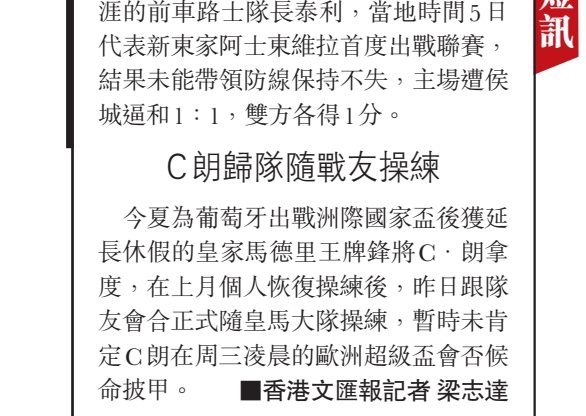 涯的前車路士隊長泰利，當地時間5日
代表新東家阿士東維拉首度出戰聯賽，
結果未能帶領防線保持不失，主場遭侯
城逼和1：1，雙方各得1分。
C朗歸隊隨戰友操練
今夏為葡萄牙出戰洲際國家盃後獲延
長休假的皇家馬德里王牌鋒將C．朗拿
度，在上月個人恢復操練後，昨日跟隊
友會合正式隨皇馬大隊操練，暫時未肯
定C朗在周三凌晨的歐洲超級盃會否候
命披甲。 ■香港文匯報記者 梁志達
訊